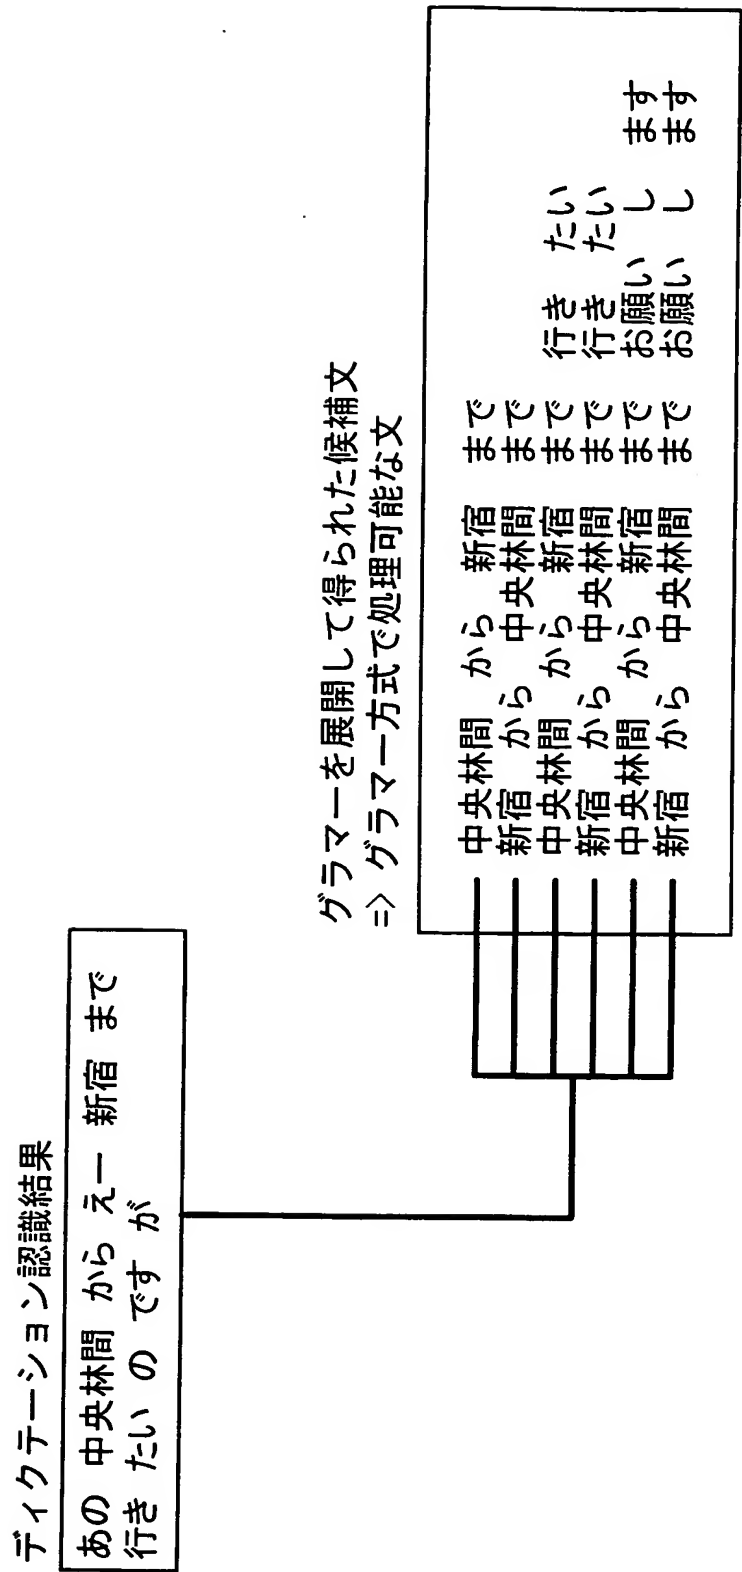 ディクテーション認識結果
あの 中央林間 から えー 新宿 まで
行き たい の です が
グラマーを展開して得られた候補文
=> グラマー方式で処理可能な文
中央林間 から 新宿 まで
新宿 から 中央林間 まで
中央林間 から 新宿 まで 行き たい
新宿 から 中央林間 まで 行き たい
中央林間 から 新宿 まで お願い し ます
新宿 から 中央林間 まで お願い し ます